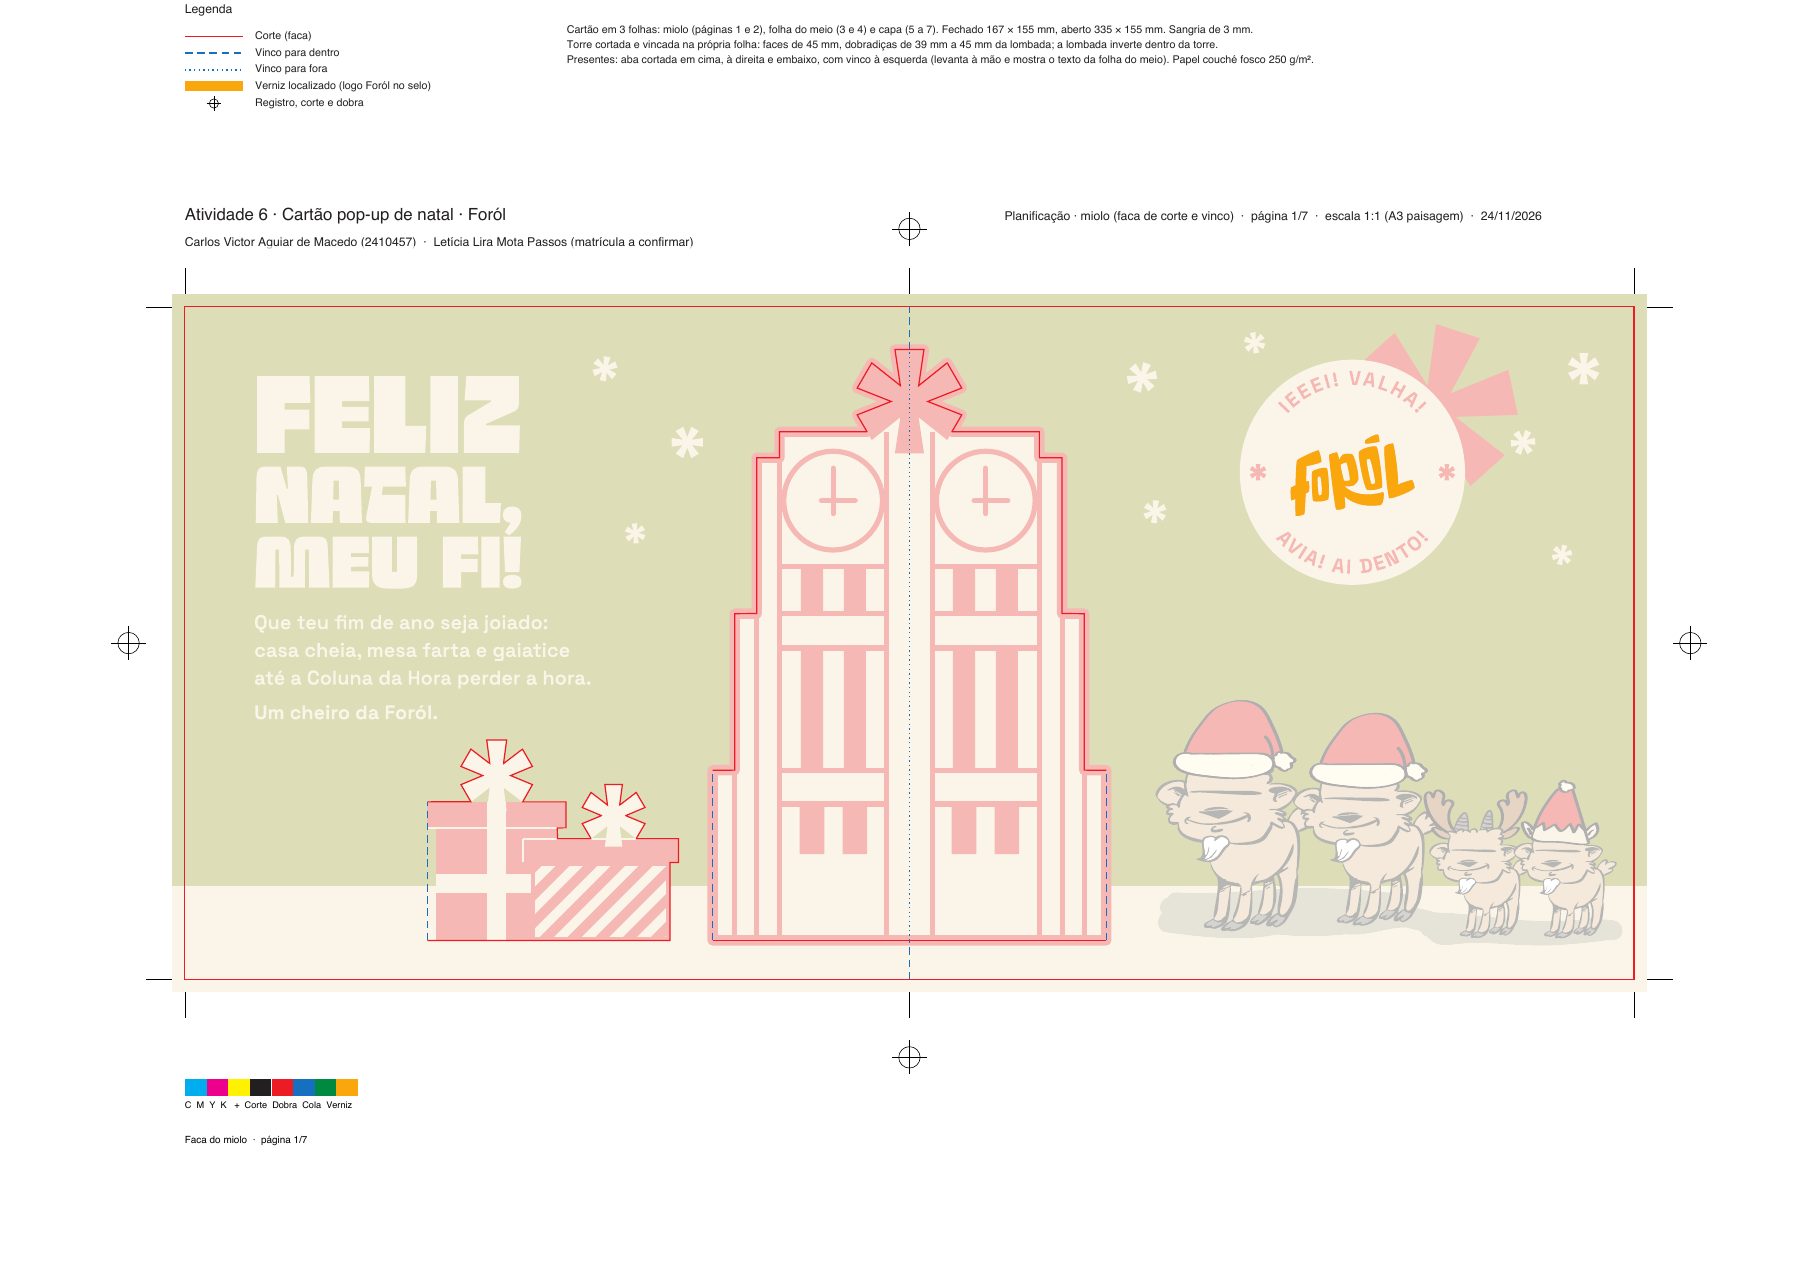 Legenda
Corte (faca)
Vinco para dentro
Vinco para fora
Verniz localizado (logo Foról no selo)
Registro, corte e dobra
Cartão em 3 folhas: miolo (páginas 1 e 2), folha do meio (3 e 4) e capa (5 a 7). Fechado 167 × 155 mm, aberto 335 × 155 mm. Sangria de 3 mm.
Torre cortada e vincada na própria folha: faces de 45 mm, dobradiças de 39 mm a 45 mm da lombada; a lombada inverte dentro da torre.
Presentes: aba cortada em cima, à direita e embaixo, com vinco à esquerda (levanta à mão e mostra o texto da folha do meio). Papel couché fosco 250 g/m².
Atividade 6 · Cartão pop-up de natal · Foról
Carlos Victor Aguiar de Macedo (2410457) · Letícia Lira Mota Passos (matrícula a confirmar)
Planificação · miolo (faca de corte e vinco) · página 1/7 · escala 1:1 (A3 paisagem) · 24/11/2026
FELIZ
NATAL,
MEU FI!
Que teu fim de ano seja joiado:
casa cheia, mesa farta e gaiatice
até a Coluna da Hora perder a hora.
Um cheiro da Foról.
IEEEI! VALHA!
FORÓL
AVIA! AI DENTO!
C M Y K + Corte Dobra Cola Verniz
Faca do miolo · página 1/7